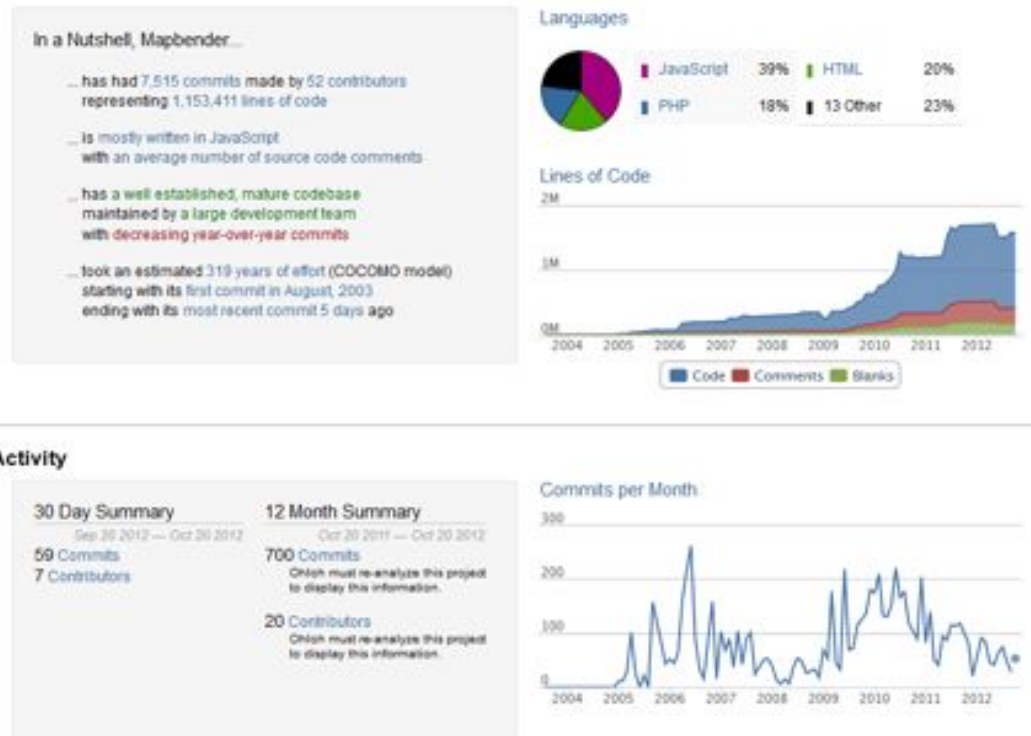 In a Nutshell, Mapbender...
... has had 7,515 commits made by 52 contributors
representing 1,153,411 lines of code
... is mostly written in JavaScript
with an average number of source code comments
... has a well established, mature codebase
maintained by a large development team
with decreasing year-over-year commits
... took an estimated 319 years of effort (COCOMO model)
starting with its first commit in August, 2003
ending with its most recent commit 5 days ago
Languages
JavaScript 39% HTML 20%
PHP 18% 13 Other 23%
Lines of Code
2M
1M
0M
2004 2005 2006 2007 2008 2009 2010 2011 2012
Code Comments Blanks
Activity
30 Day Summary
Sep 20 2012 — Oct 20 2012
59 Commits
7 Contributors
12 Month Summary
Oct 20 2011 — Oct 20 2012
700 Commits
Ohloh must re-analyze this project
to display this information.
20 Contributors
Ohloh must re-analyze this project
to display this information.
Commits per Month
300
200
100
0
2004 2005 2006 2007 2008 2009 2010 2011 2012